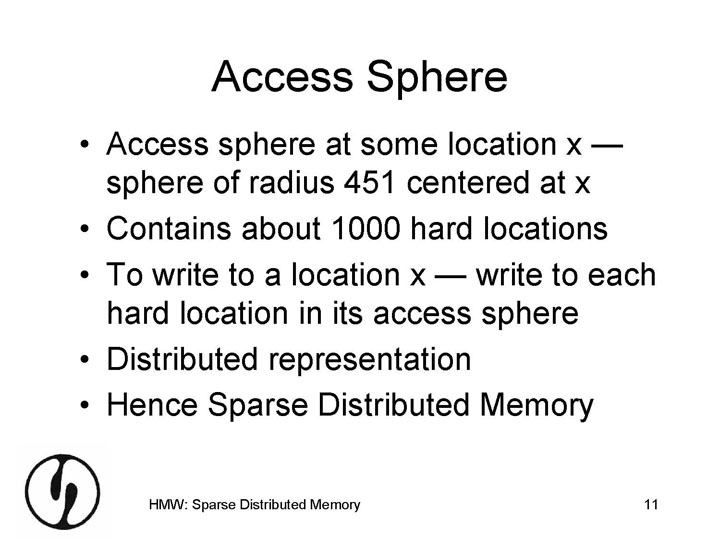 Access Sphere
• Access sphere at some location x —
sphere of radius 451 centered at x
• Contains about 1000 hard locations
• To write to a location x — write to each
hard location in its access sphere
• Distributed representation
• Hence Sparse Distributed Memory
HMW: Sparse Distributed Memory
11